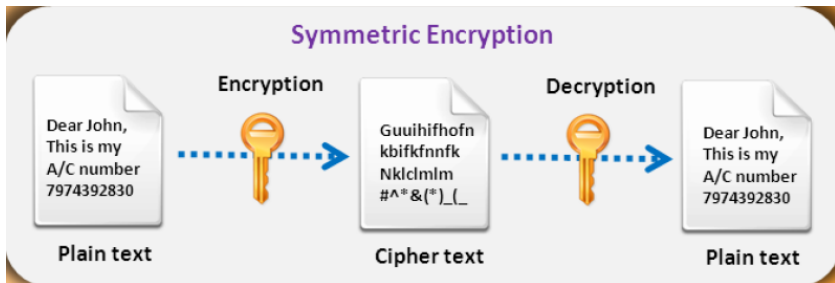 Symmetric Encryption
Encryption
Decryption
Dear John,
This is my
A/C number
7974392830
Guuihifhofn
kbifkfnnfk
Nklclmlm
#^*&(*)_(_
Dear John,
This is my
A/C number
7974392830
Plain text
Cipher text
Plain text